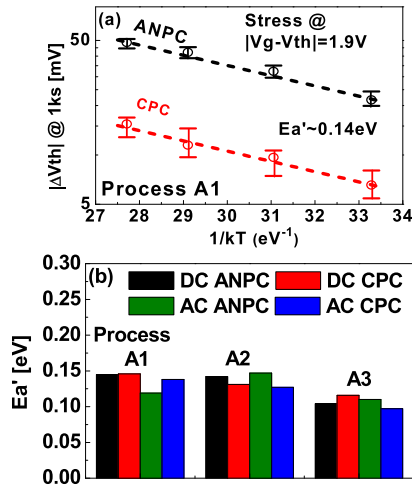 (a)
ANPC
Stress @
|Vg-Vth|=1.9V
50
|ΔVth| @ 1ks [mV]
CPC
Ea'~0.14eV
Process A1
5
27 28 29 30 31 32 33 34
1/kT (eV⁻¹)
(b)
DC ANPC DC CPC
AC ANPC AC CPC
Process
A1 A2 A3
Ea' [eV]
0.30
0.25
0.20
0.15
0.10
0.05
0.00